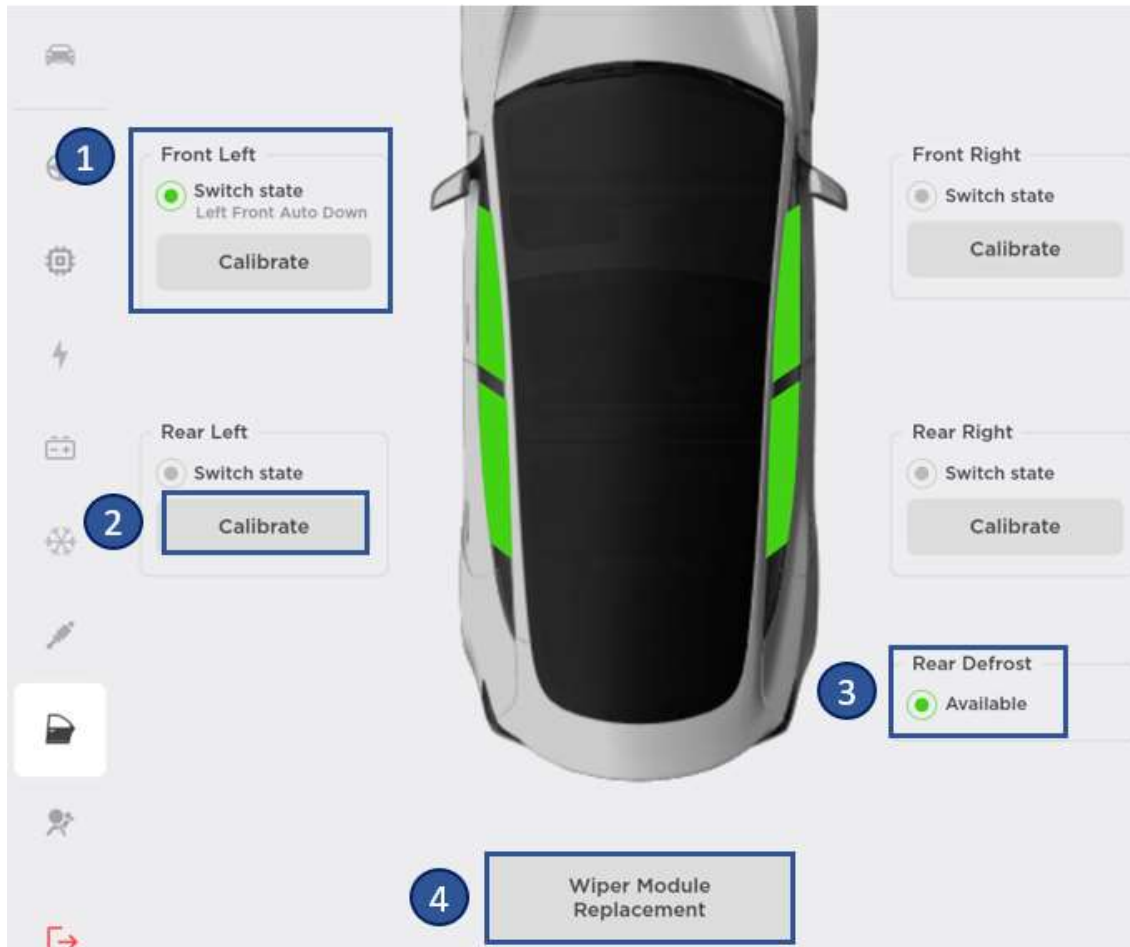 1
Front Left
Switch state
Left Front Auto Down
Calibrate
Front Right
Switch state
Calibrate
Rear Left
Switch state
2
Calibrate
Rear Right
Switch state
Calibrate
3
Rear Defrost
Available
4
Wiper Module
Replacement